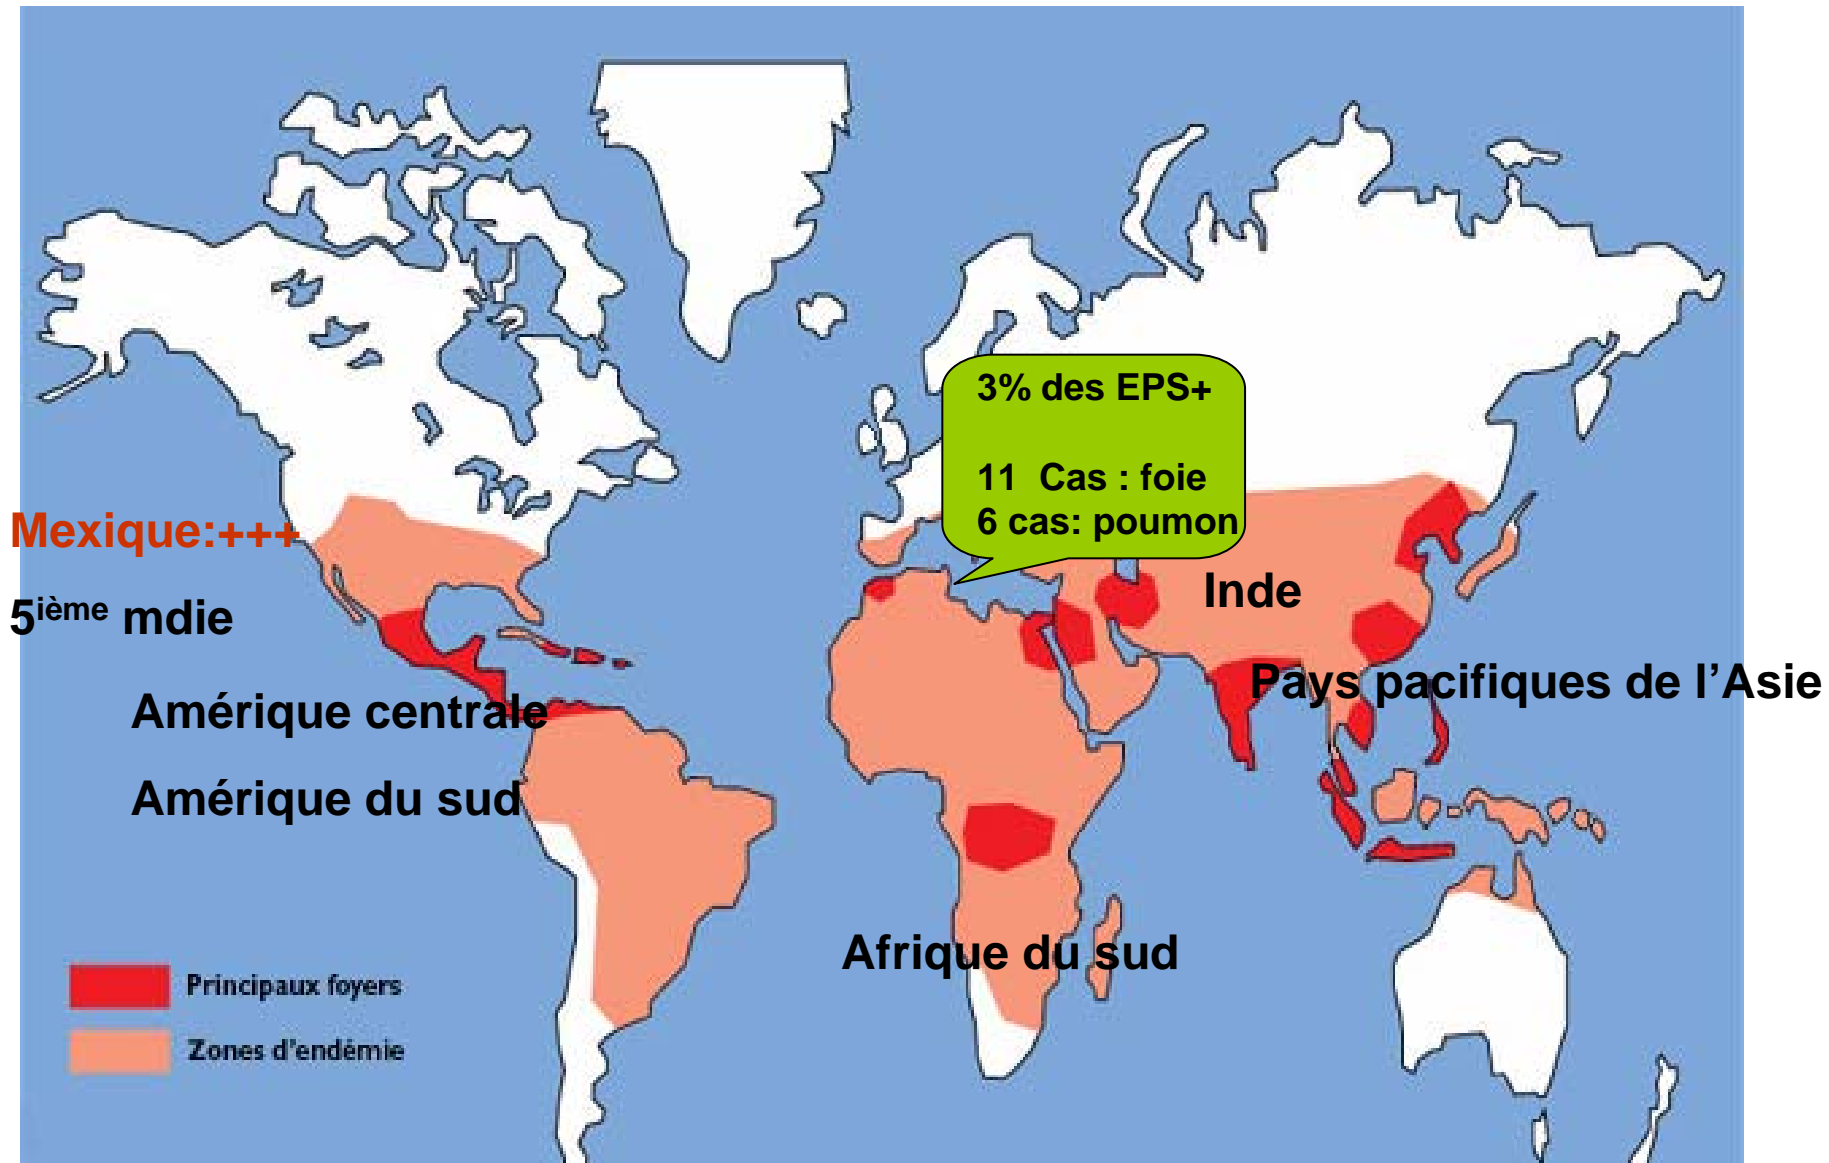 3% des EPS+
11 Cas : foie
6 cas: poumon
Mexique:+++
5ième mdie
Inde
Pays pacifiques de l’Asie
Amérique centrale
Amérique du sud
Afrique du sud
Principaux foyers
Zones d'endémie